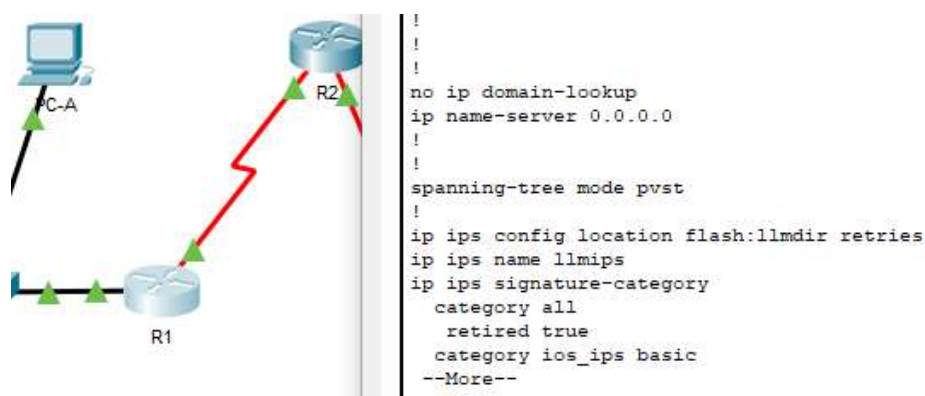 PC-A
R2
R1
!
!
!
no ip domain-lookup
ip name-server 0.0.0.0
!
!
spanning-tree mode pvst
!
ip ips config location flash:llmdir retries
ip ips name llmips
ip ips signature-category
category all
retired true
category ios_ips basic
--More--